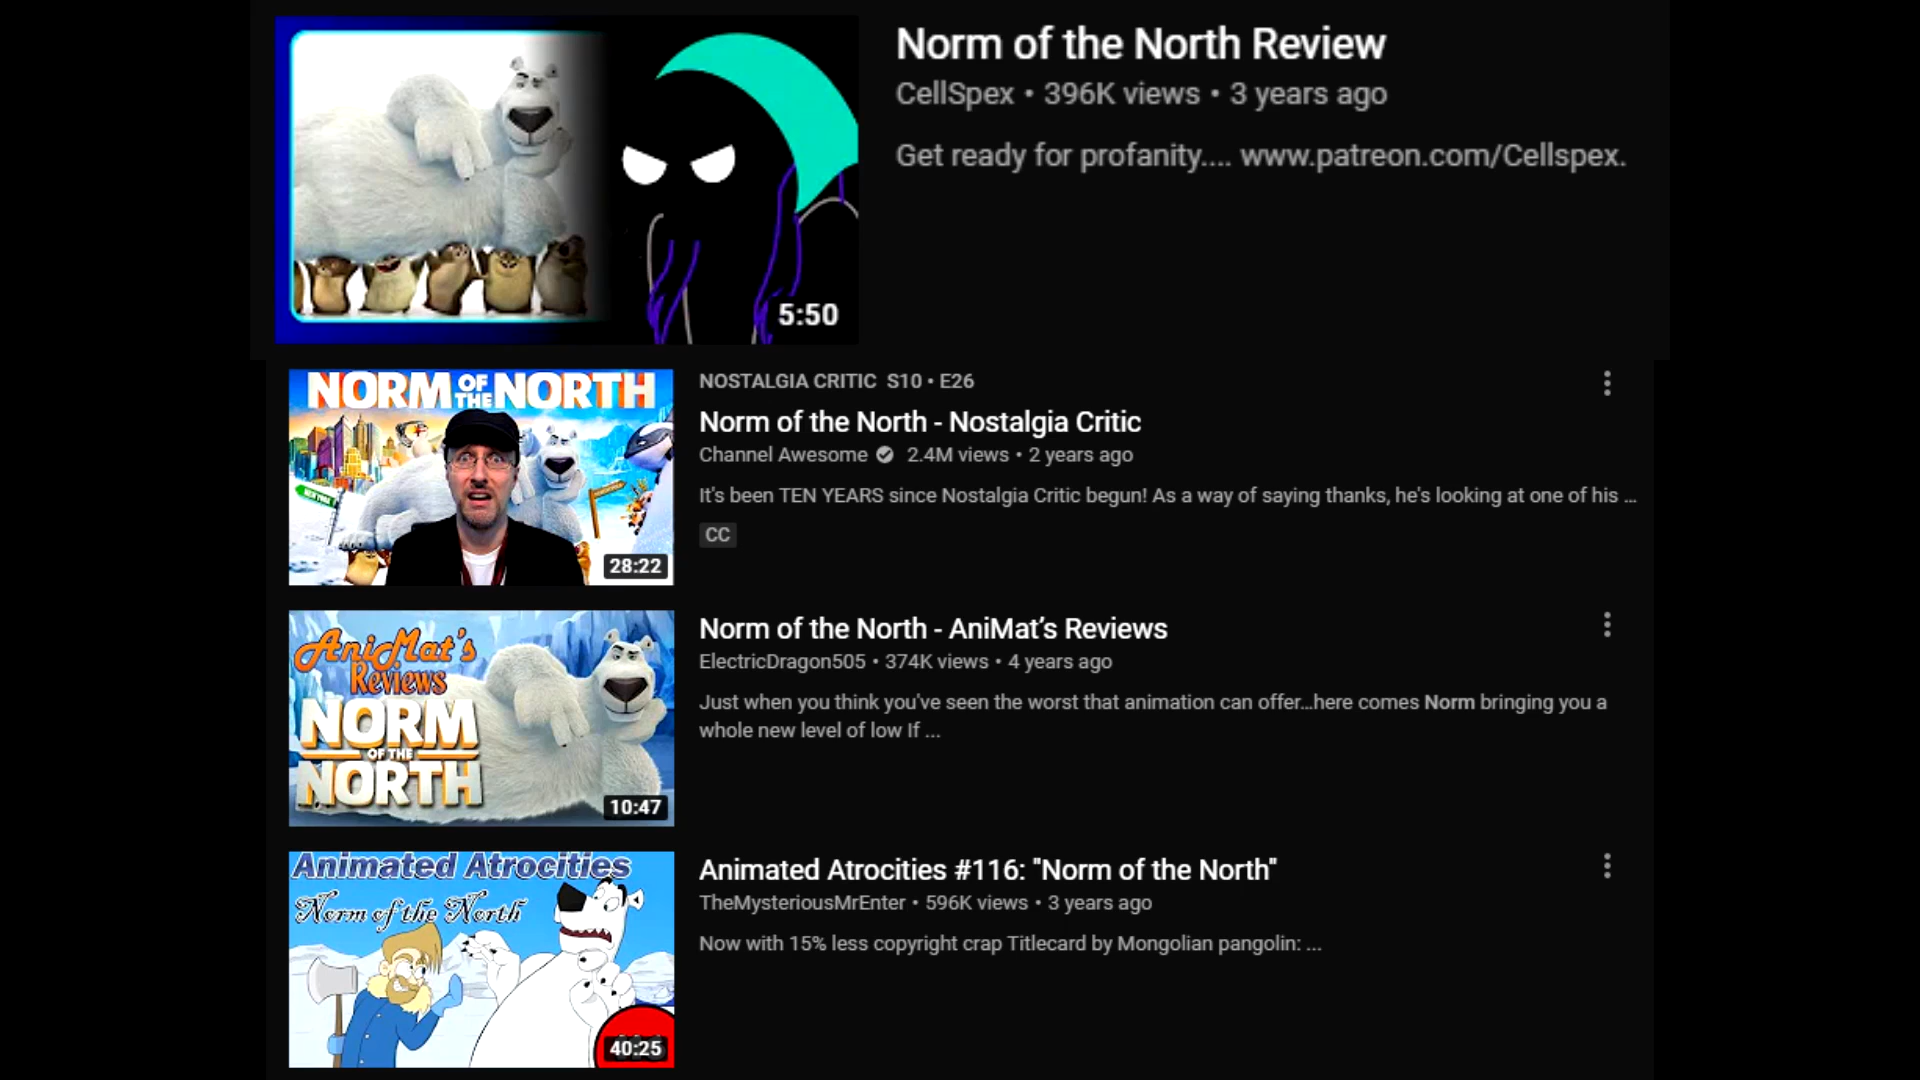 Norm of the North Review
CellSpex • 396K views • 3 years ago
Get ready for profanity.... www.patreon.com/Cellspex.
5:50
NORM OF THE NORTH
NEW YORK
28:22
NOSTALGIA CRITIC S10 • E26
Norm of the North - Nostalgia Critic
Channel Awesome 2.4M views • 2 years ago
It's been TEN YEARS since Nostalgia Critic begun! As a way of saying thanks, he's looking at one of his ...
CC
AniMat's
Reviews
NORM
OF THE
NORTH
10:47
Norm of the North - AniMat’s Reviews
ElectricDragon505 • 374K views • 4 years ago
Just when you think you've seen the worst that animation can offer...here comes Norm bringing you a
whole new level of low If ...
Animated Atrocities
Norm of the North
40:25
Animated Atrocities #116: "Norm of the North"
TheMysteriousMrEnter • 596K views • 3 years ago
Now with 15% less copyright crap Titlecard by Mongolian pangolin: ...